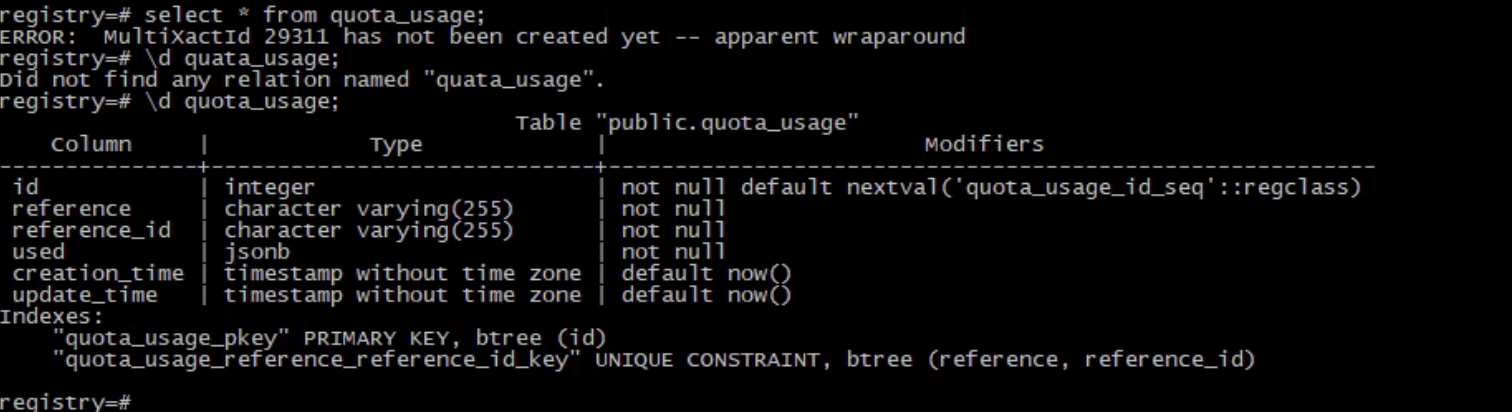 registry=# select * from quota_usage;
ERROR:  MultiXactId 29311 has not been created yet -- apparent wraparound
registry=# \d quata_usage;
Did not find any relation named "quata_usage".
registry=# \d quota_usage;
                                       Table "public.quota_usage"
    Column     |            Type             |                        Modifiers
---------------+-----------------------------+----------------------------------------------------------
 id            | integer                     | not null default nextval('quota_usage_id_seq'::regclass)
 reference     | character varying(255)      | not null
 reference_id  | character varying(255)      | not null
 used          | jsonb                       | not null
 creation_time | timestamp without time zone | default now()
 update_time   | timestamp without time zone | default now()
Indexes:
    "quota_usage_pkey" PRIMARY KEY, btree (id)
    "quota_usage_reference_reference_id_key" UNIQUE CONSTRAINT, btree (reference, reference_id)
registry=#